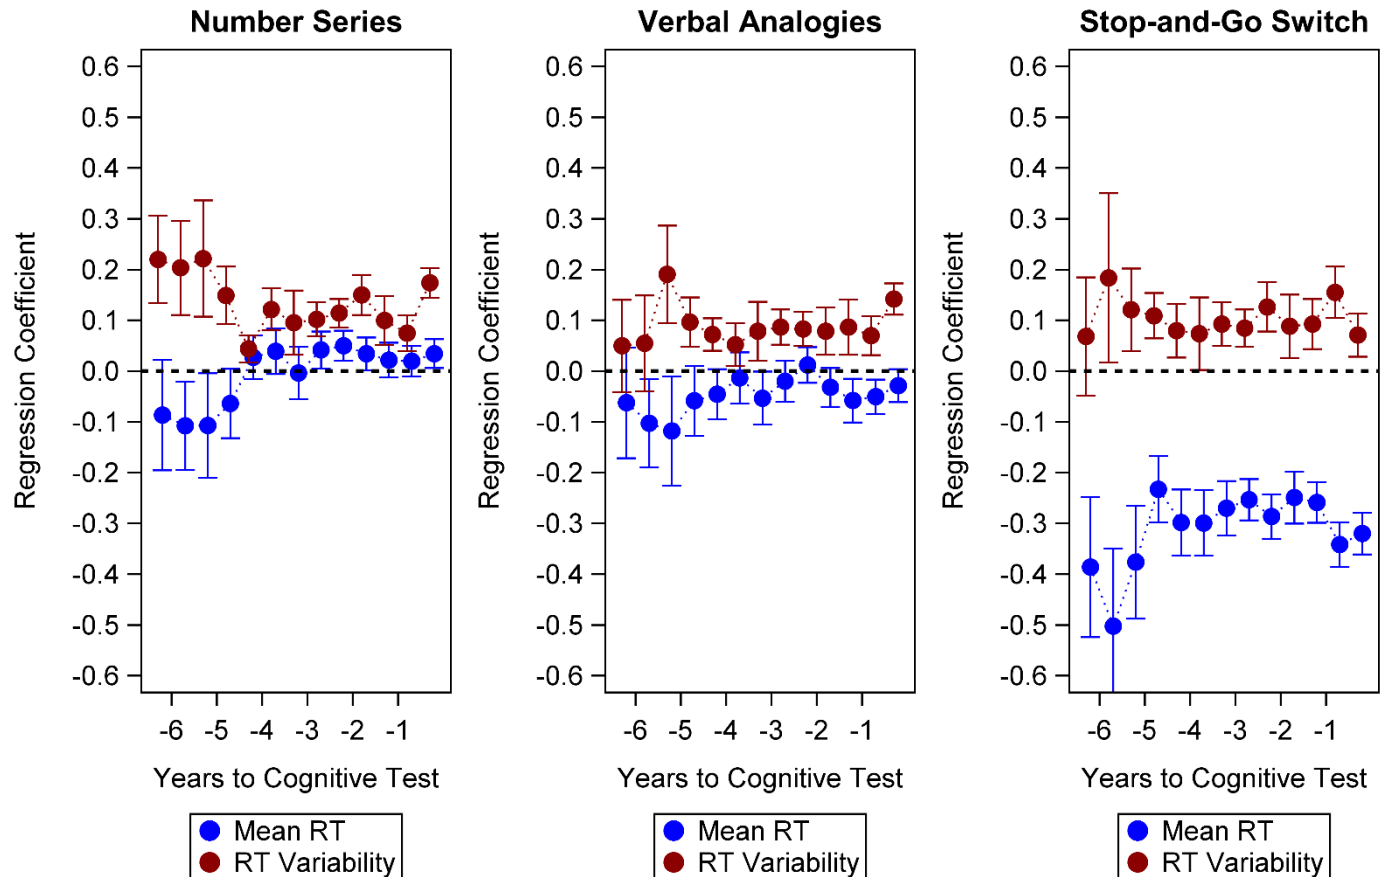 Number Series
Verbal Analogies
Stop-and-Go Switch
Regression Coefficient
0.6
0.5
0.4
0.3
0.2
0.1
0.0
-0.1
-0.2
-0.3
-0.4
-0.5
-0.6
-6 -5 -4 -3 -2 -1
Years to Cognitive Test
Mean RT
RT Variability
Regression Coefficient
0.6
0.5
0.4
0.3
0.2
0.1
0.0
-0.1
-0.2
-0.3
-0.4
-0.5
-0.6
-6 -5 -4 -3 -2 -1
Years to Cognitive Test
Mean RT
RT Variability
Regression Coefficient
0.6
0.5
0.4
0.3
0.2
0.1
0.0
-0.1
-0.2
-0.3
-0.4
-0.5
-0.6
-6 -5 -4 -3 -2 -1
Years to Cognitive Test
Mean RT
RT Variability